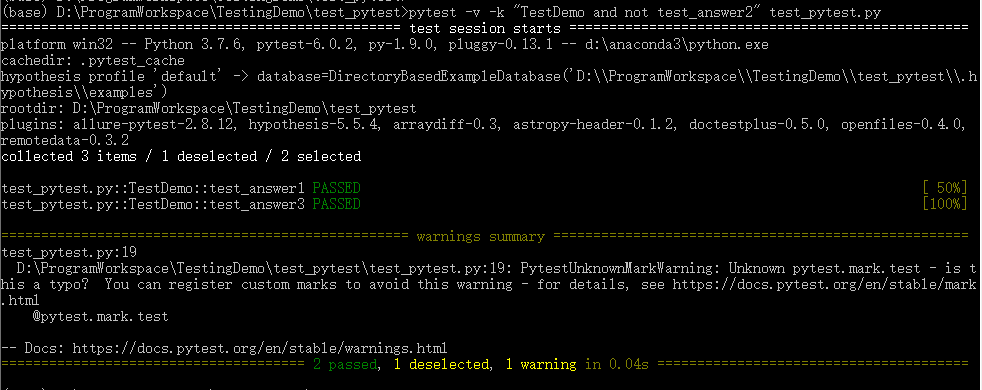 (base) D:\ProgramWorkspace\TestingDemo\test_pytest>pytest -v -k "TestDemo and not test_answer2" test_pytest.py
================================================= test session starts =================================================
platform win32 -- Python 3.7.6, pytest-6.0.2, py-1.9.0, pluggy-0.13.1 -- d:\anaconda3\python.exe
cachedir: .pytest_cache
hypothesis profile 'default' -> database=DirectoryBasedExampleDatabase('D:\\ProgramWorkspace\\TestingDemo\\test_pytest\\.h
ypothesis\\examples')
rootdir: D:\ProgramWorkspace\TestingDemo\test_pytest
plugins: allure-pytest-2.8.12, hypothesis-5.5.4, arraydiff-0.3, astropy-header-0.1.2, doctestplus-0.5.0, openfiles-0.4.0,
remotedata-0.3.2
collected 3 items / 1 deselected / 2 selected
test_pytest.py::TestDemo::test_answer1 PASSED [ 50%]
test_pytest.py::TestDemo::test_answer3 PASSED [100%]
================================================== warnings summary ===================================================
test_pytest.py:19
D:\ProgramWorkspace\TestingDemo\test_pytest\test_pytest.py:19: PytestUnknownMarkWarning: Unknown pytest.mark.test - is t
his a typo? You can register custom marks to avoid this warning - for details, see https://docs.pytest.org/en/stable/mark
.html
@pytest.mark.test
-- Docs: https://docs.pytest.org/en/stable/warnings.html
====================================== 2 passed, 1 deselected, 1 warning in 0.04s ======================================